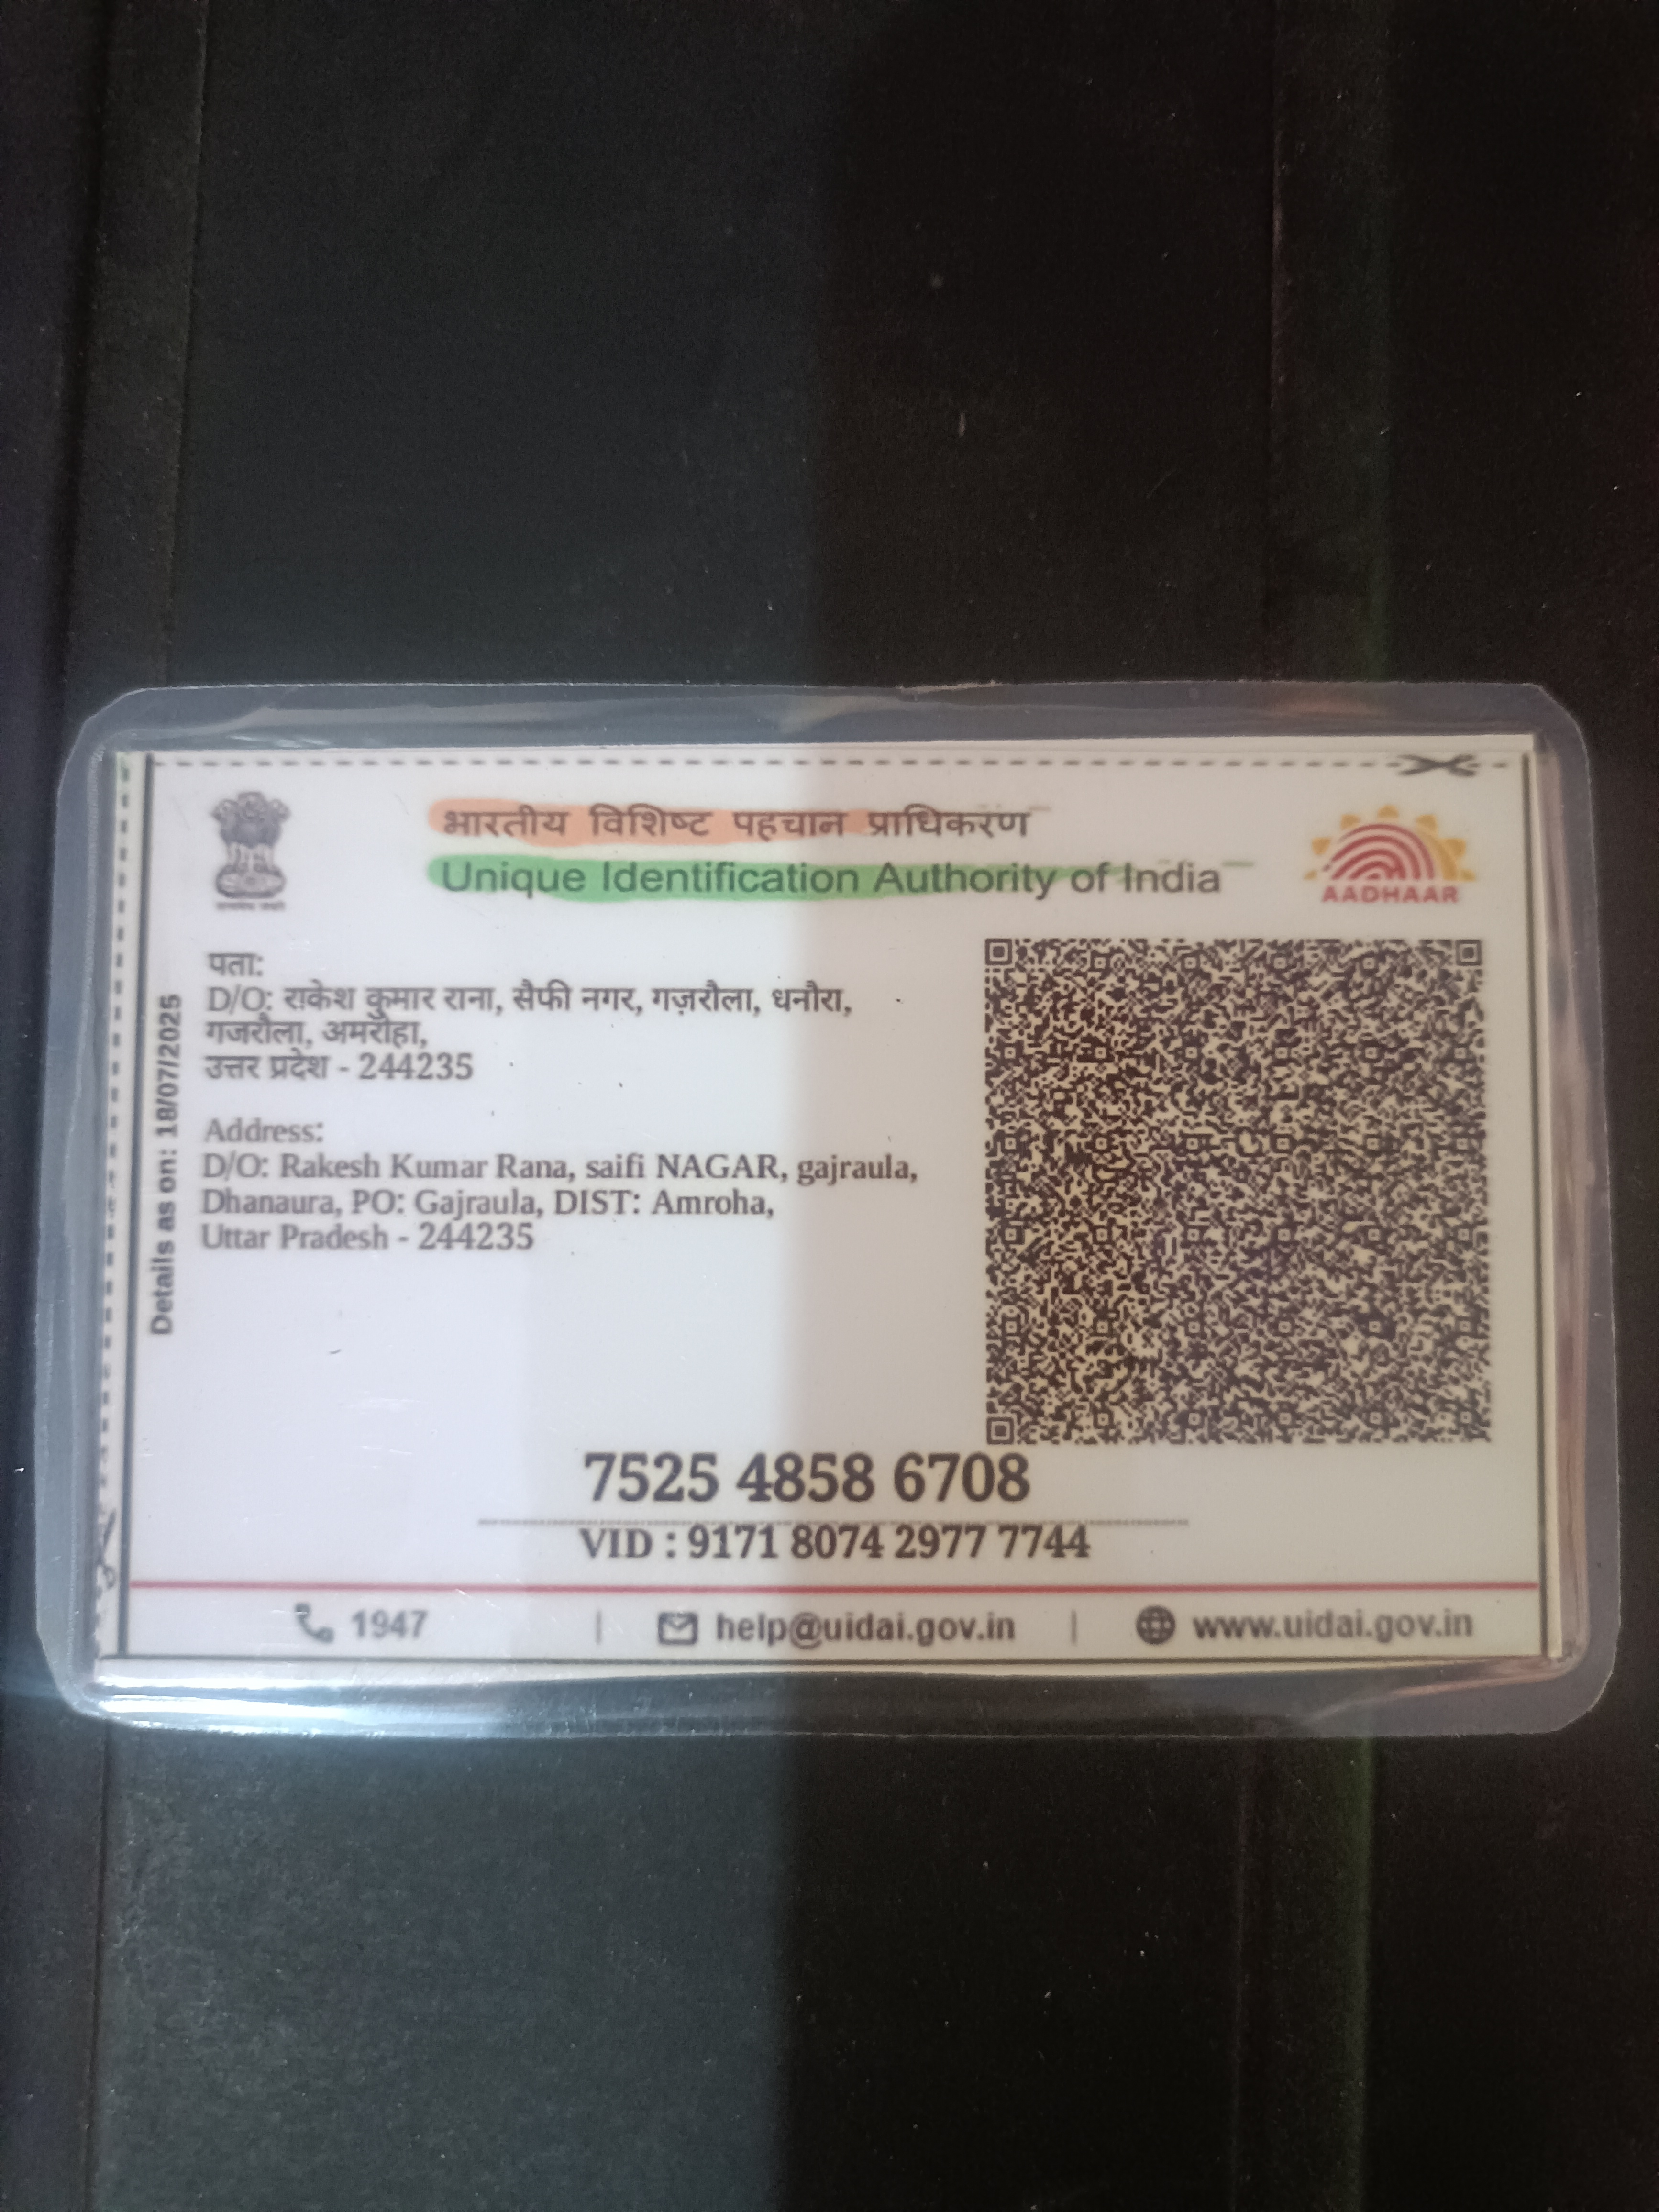 भारतीय विशिष्ट पहचान प्राधिकरण
Unique Identification Authority of India
AADHAAR
Details as on: 18/07/2025
पता:
D/O: राकेश कुमार राना, सैफी नगर, गज़रौला, धनौरा,
गजरौला, अमरोहा,
उत्तर प्रदेश - 244235
Address:
D/O: Rakesh Kumar Rana, saifi NAGAR, gajraula,
Dhanaura, PO: Gajraula, DIST: Amroha,
Uttar Pradesh - 244235
7525 4858 6708
VID : 9171 8074 2977 7744
1947 | help@uidai.gov.in | www.uidai.gov.in